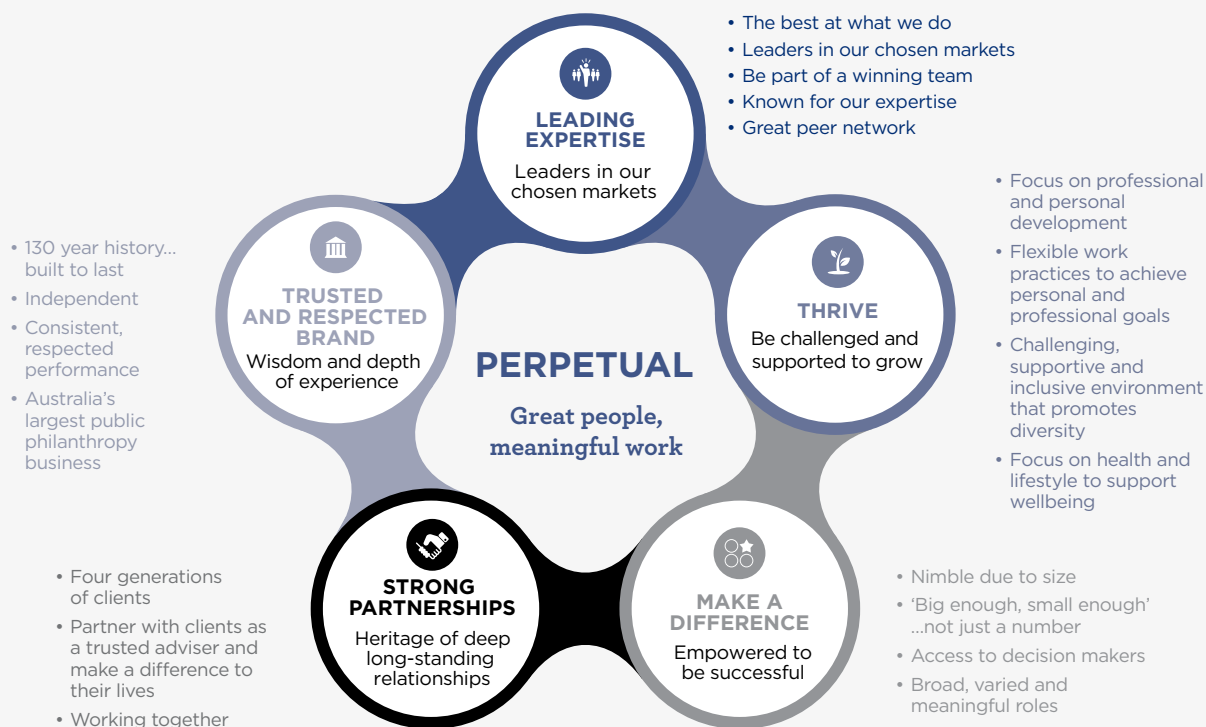 LEADING
EXPERTISE
Leaders in our
chosen markets
• The best at what we do
• Leaders in our chosen markets
• Be part of a winning team
• Known for our expertise
• Great peer network
THRIVE
Be challenged and
supported to grow
• Focus on professional
and personal
development
• Flexible work
practices to achieve
personal and
professional goals
• Challenging,
supportive and
inclusive environment
that promotes
diversity
• Focus on health and
lifestyle to support
wellbeing
• 130 year history...
built to last
• Independent
• Consistent,
respected
performance
• Australia’s
largest public
philanthropy
business
TRUSTED
AND RESPECTED
BRAND
Wisdom and depth
of experience
PERPETUAL
Great people,
meaningful work
• Four generations
of clients
• Partner with clients as
a trusted adviser and
make a difference to
their lives
• Working together
STRONG
PARTNERSHIPS
Heritage of deep
long-standing
relationships
MAKE A
DIFFERENCE
Empowered to
be successful
• Nimble due to size
• ‘Big enough, small enough’
...not just a number
• Access to decision makers
• Broad, varied and
meaningful roles